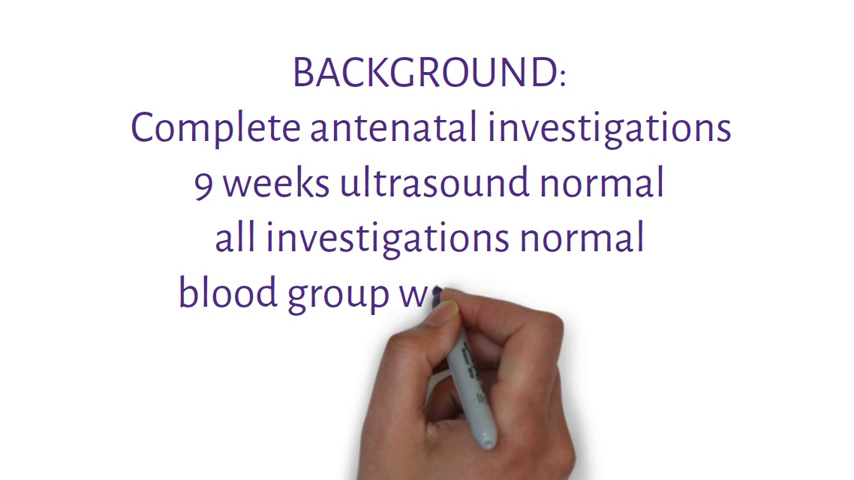 BACKGROUND:
Complete antenatal investigations
9 weeks ultrasound normal
all investigations normal
blood group w